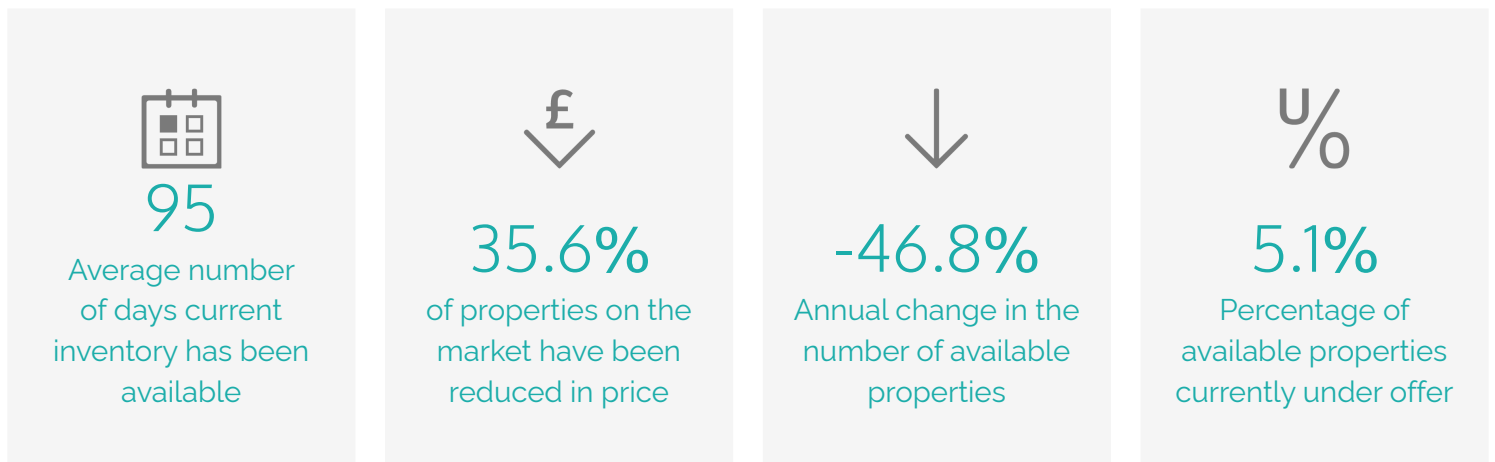 95
Average number
of days current
inventory has been
available
£
35.6%
of properties on the
market have been
reduced in price
-46.8%
Annual change in the
number of available
properties
U/o
5.1%
Percentage of
available properties
currently under offer